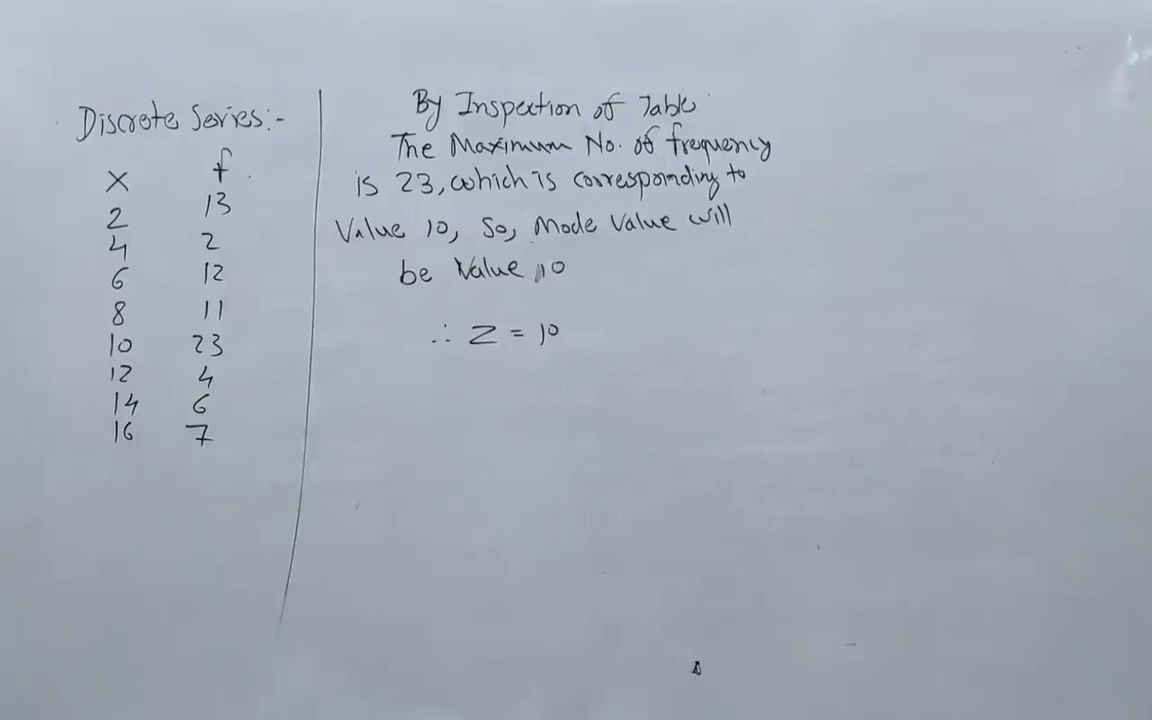 Discrete Series:-
X f
2 13
4 2
6 12
8 11
10 23
12 4
14 6
16 7
By Inspection of Table
The Maximum No. of frequency
is 23, which is corresponding to
Value 10, So, Mode Value will
be Value 10
∴ Z = 10